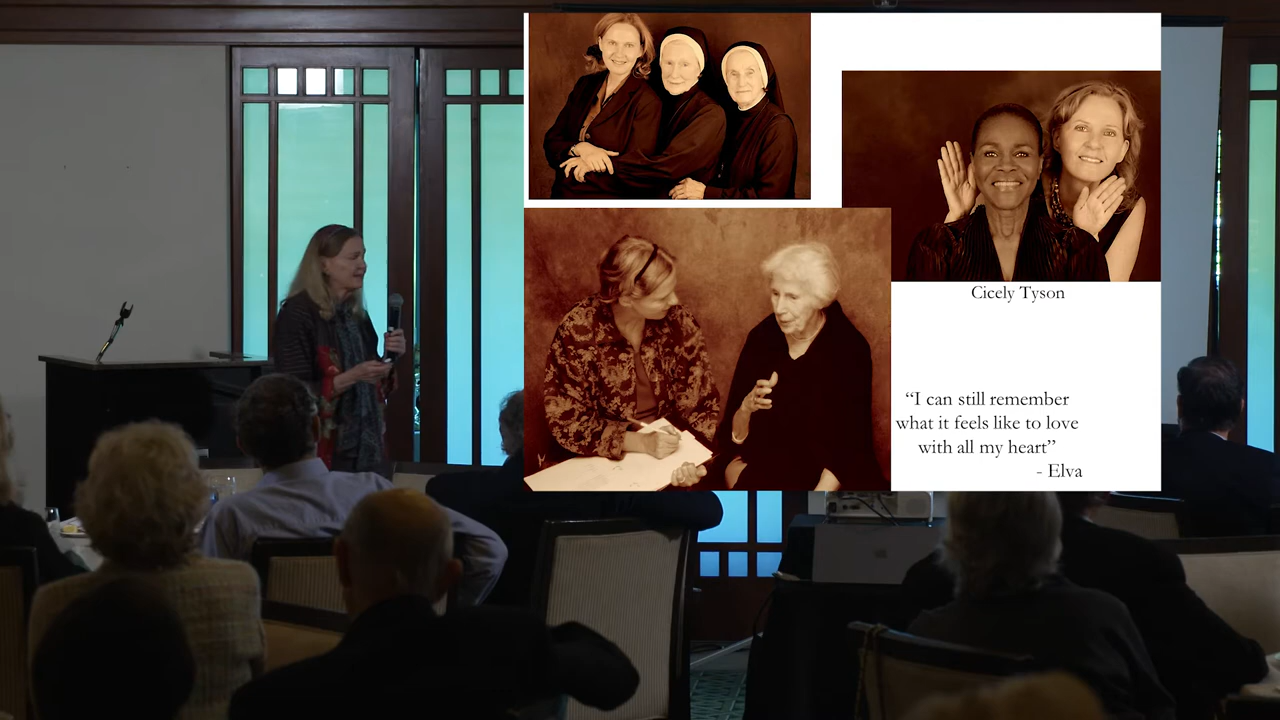 Cicely Tyson
“I can still remember
what it feels like to love
with all my heart”
- Elva